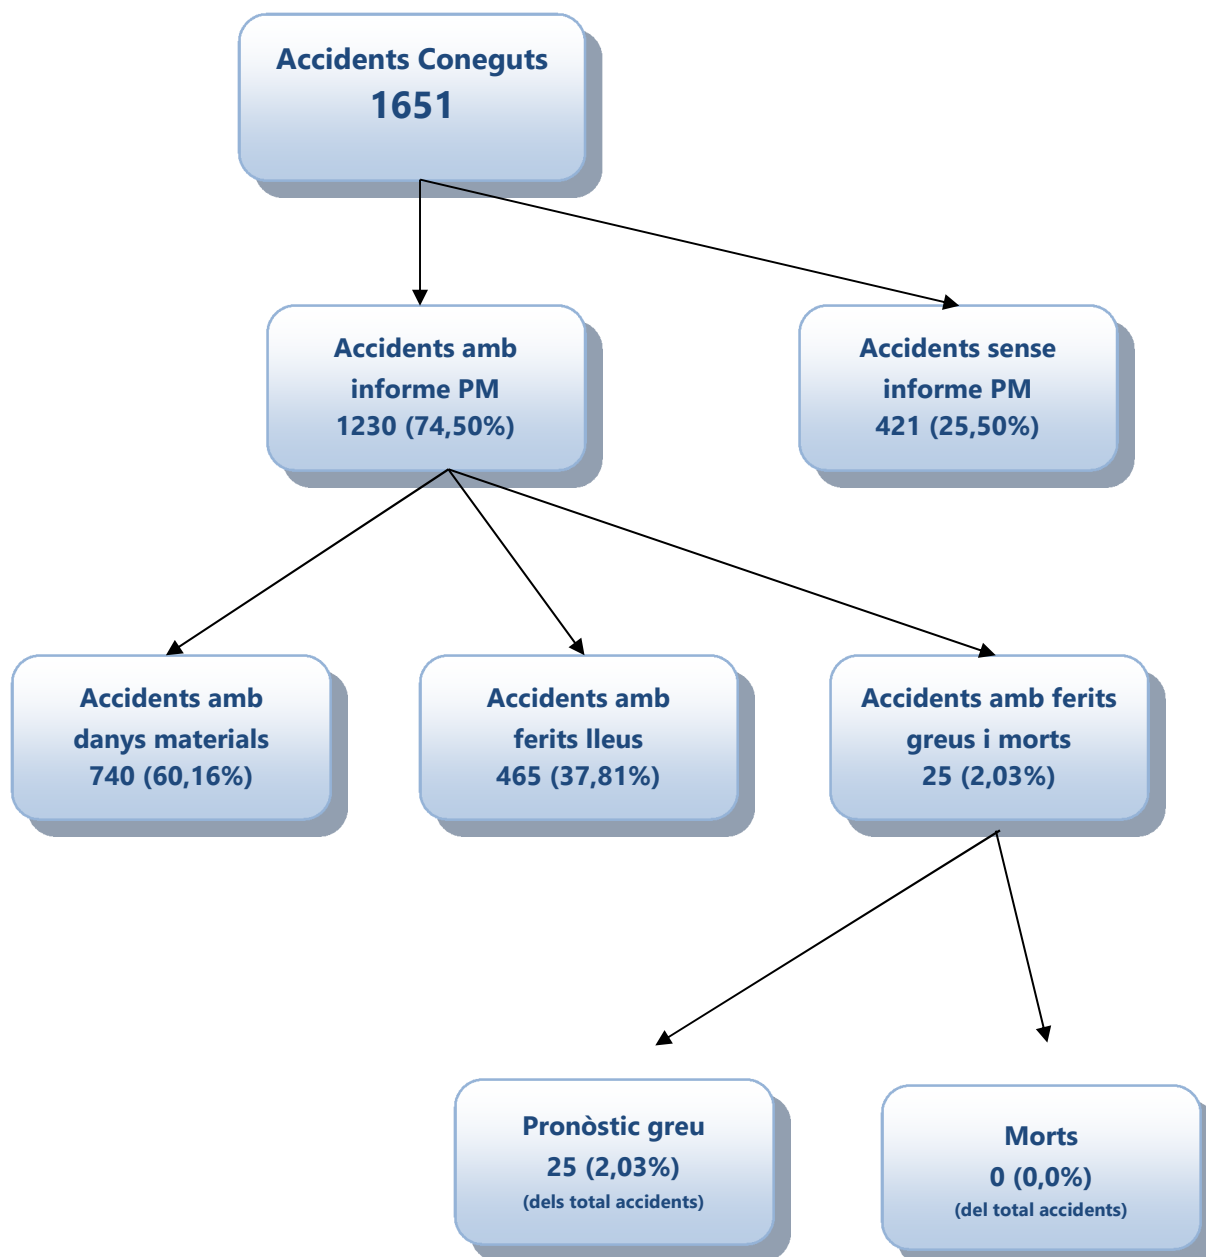 Accidents Coneguts
1651
Accidents amb
informe PM
1230 (74,50%)
Accidents sense
informe PM
421 (25,50%)
Accidents amb
danys materials
740 (60,16%)
Accidents amb
ferits lleus
465 (37,81%)
Accidents amb ferits
greus i morts
25 (2,03%)
Pronòstic greu
25 (2,03%)
(dels total accidents)
Morts
0 (0,0%)
(del total accidents)